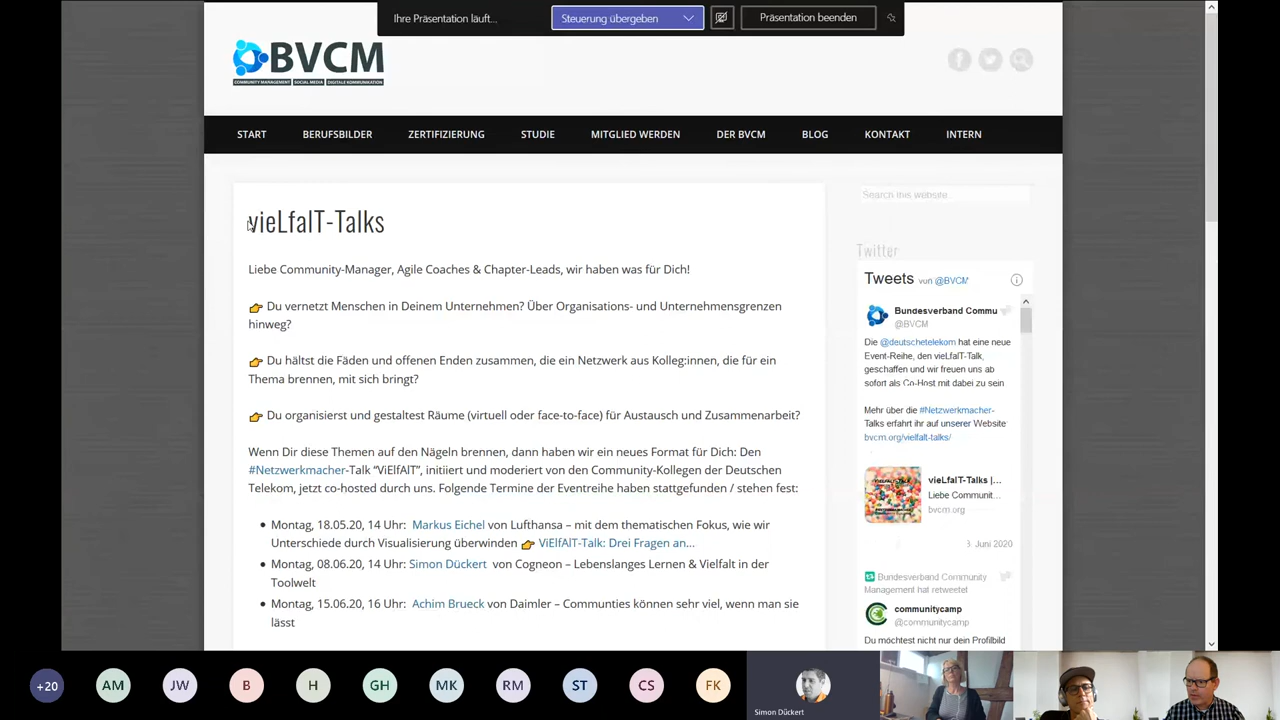 Ihre Präsentation läuft...
Steuerung übergeben
Präsentation beenden
BVCM
COMMUNITY MANAGEMENT | SOCIAL MEDIA | DIGITALE KOMMUNIKATION
START BERUFSBILDER ZERTIFIZIERUNG STUDIE MITGLIED WERDEN DER BVCM BLOG KONTAKT INTERN
vieLfalT-Talks
Liebe Community-Manager, Agile Coaches & Chapter-Leads, wir haben was für Dich!
👉 Du vernetzt Menschen in Deinem Unternehmen? Über Organisations- und Unternehmensgrenzen
hinweg?
👉 Du hältst die Fäden und offenen Enden zusammen, die ein Netzwerk aus Kolleg:innen, die für ein
Thema brennen, mit sich bringt?
👉 Du organisierst und gestaltest Räume (virtuell oder face-to-face) für Austausch und Zusammenarbeit?
Wenn Dir diese Themen auf den Nägeln brennen, dann haben wir ein neues Format für Dich: Den
#Netzwerkmacher-Talk “ViElfAlT”, initiiert und moderiert von den Community-Kollegen der Deutschen
Telekom, jetzt co-hosted durch uns. Folgende Termine der Eventreihe haben stattgefunden / stehen fest:
• Montag, 18.05.20, 14 Uhr: Markus Eichel von Lufthansa – mit dem thematischen Fokus, wie wir
Unterschiede durch Visualisierung überwinden 👉 ViElfAlT-Talk: Drei Fragen an...
• Montag, 08.06.20, 14 Uhr: Simon Dückert von Cogneon – Lebenslanges Lernen & Vielfalt in der
Toolwelt
• Montag, 15.06.20, 16 Uhr: Achim Brueck von Daimler – Communties können sehr viel, wenn man sie
lässt
Search this website...
Twitter
Tweets von @BVCM
Bundesverband Commu
@BVCM
Die @deutschetelekom hat eine neue
Event-Reihe, den vieLfalT-Talk,
geschaffen und wir freuen uns ab
sofort als Co-Host mit dabei zu sein
Mehr über die #Netzwerkmacher-
Talks erfahrt ihr auf unserer Website
bvcm.org/vielfalt-talks/
vieLfalT-Talks |...
Liebe Communit...
bvcm.org
3. Juni 2020
Bundesverband Community
Management hat retweetet
communitycamp
@communitycamp
Du möchtest nicht nur dein Profilbild
+20 AM JW B H GH MK RM ST CS FK
Simon Dückert